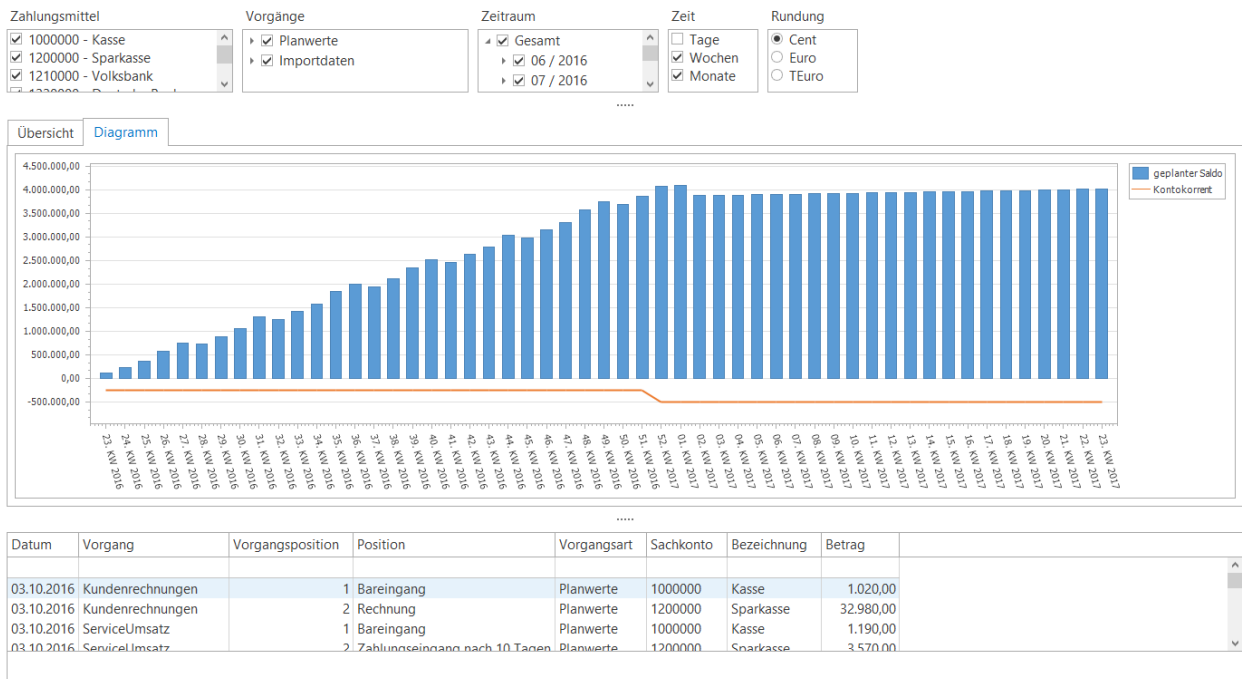 Zahlungsmittel Vorgänge Zeitraum Zeit Rundung
1000000 - Kasse
1200000 - Sparkasse
1210000 - Volksbank
Planwerte
Importdaten
Gesamt
06 / 2016
07 / 2016
Tage
Wochen
Monate
Cent
Euro
TEuro
Übersicht Diagramm
4.500.000,00
4.000.000,00
3.500.000,00
3.000.000,00
2.500.000,00
2.000.000,00
1.500.000,00
1.000.000,00
500.000,00
0,00
-500.000,00
geplanter Saldo
Kontokorrent
23. KW 2016
24. KW 2016
25. KW 2016
26. KW 2016
27. KW 2016
28. KW 2016
29. KW 2016
30. KW 2016
31. KW 2016
32. KW 2016
33. KW 2016
34. KW 2016
35. KW 2016
36. KW 2016
37. KW 2016
38. KW 2016
39. KW 2016
40. KW 2016
41. KW 2016
42. KW 2016
43. KW 2016
44. KW 2016
45. KW 2016
46. KW 2016
47. KW 2016
48. KW 2016
49. KW 2016
50. KW 2016
51. KW 2016
52. KW 2016
01. KW 2017
02. KW 2017
03. KW 2017
04. KW 2017
05. KW 2017
06. KW 2017
07. KW 2017
08. KW 2017
09. KW 2017
10. KW 2017
11. KW 2017
12. KW 2017
13. KW 2017
14. KW 2017
15. KW 2017
16. KW 2017
17. KW 2017
18. KW 2017
19. KW 2017
20. KW 2017
21. KW 2017
22. KW 2017
23. KW 2017
Datum Vorgang Vorgangsposition Position Vorgangsart Sachkonto Bezeichnung Betrag
03.10.2016 Kundenrechnungen 1 Bareingang Planwerte 1000000 Kasse 1.020,00
03.10.2016 Kundenrechnungen 2 Rechnung Planwerte 1200000 Sparkasse 32.980,00
03.10.2016 ServiceUmsatz 1 Bareingang Planwerte 1000000 Kasse 1.190,00
03.10.2016 ServiceUmsatz 2 Zahlungseingang nach 10 Tagen Planwerte 1200000 Sparkasse 3.570,00